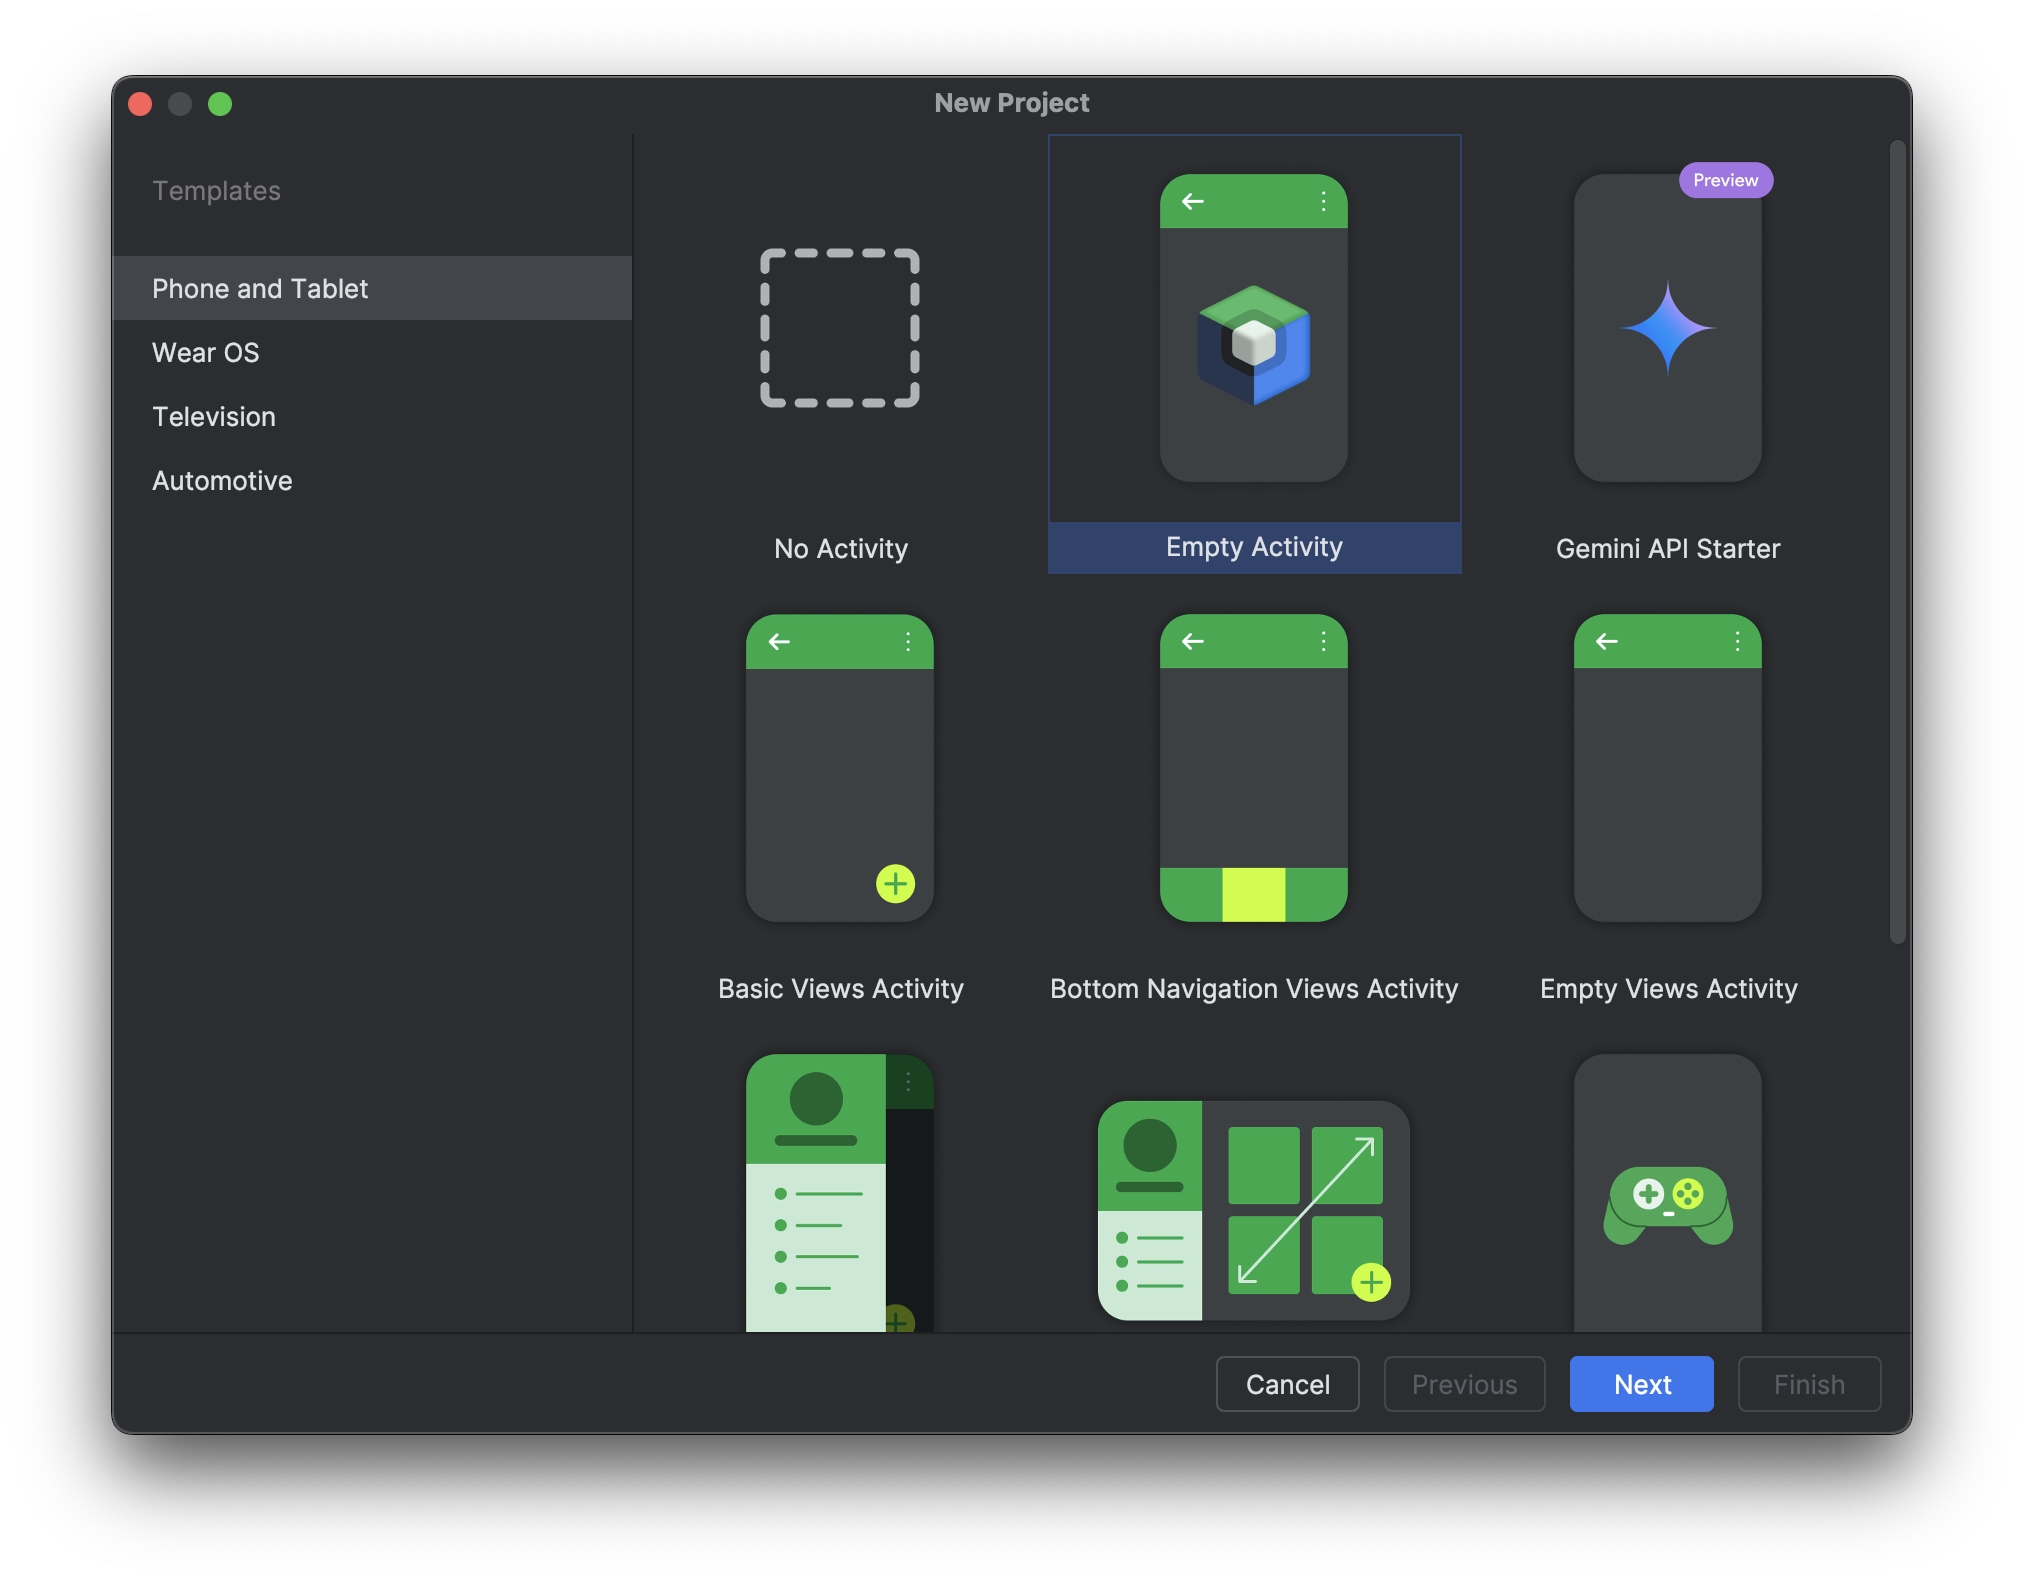 New Project
Templates
Phone and Tablet
Wear OS
Television
Automotive
Preview
No Activity
Empty Activity
Gemini API Starter
Basic Views Activity
Bottom Navigation Views Activity
Empty Views Activity
Cancel
Previous
Next
Finish